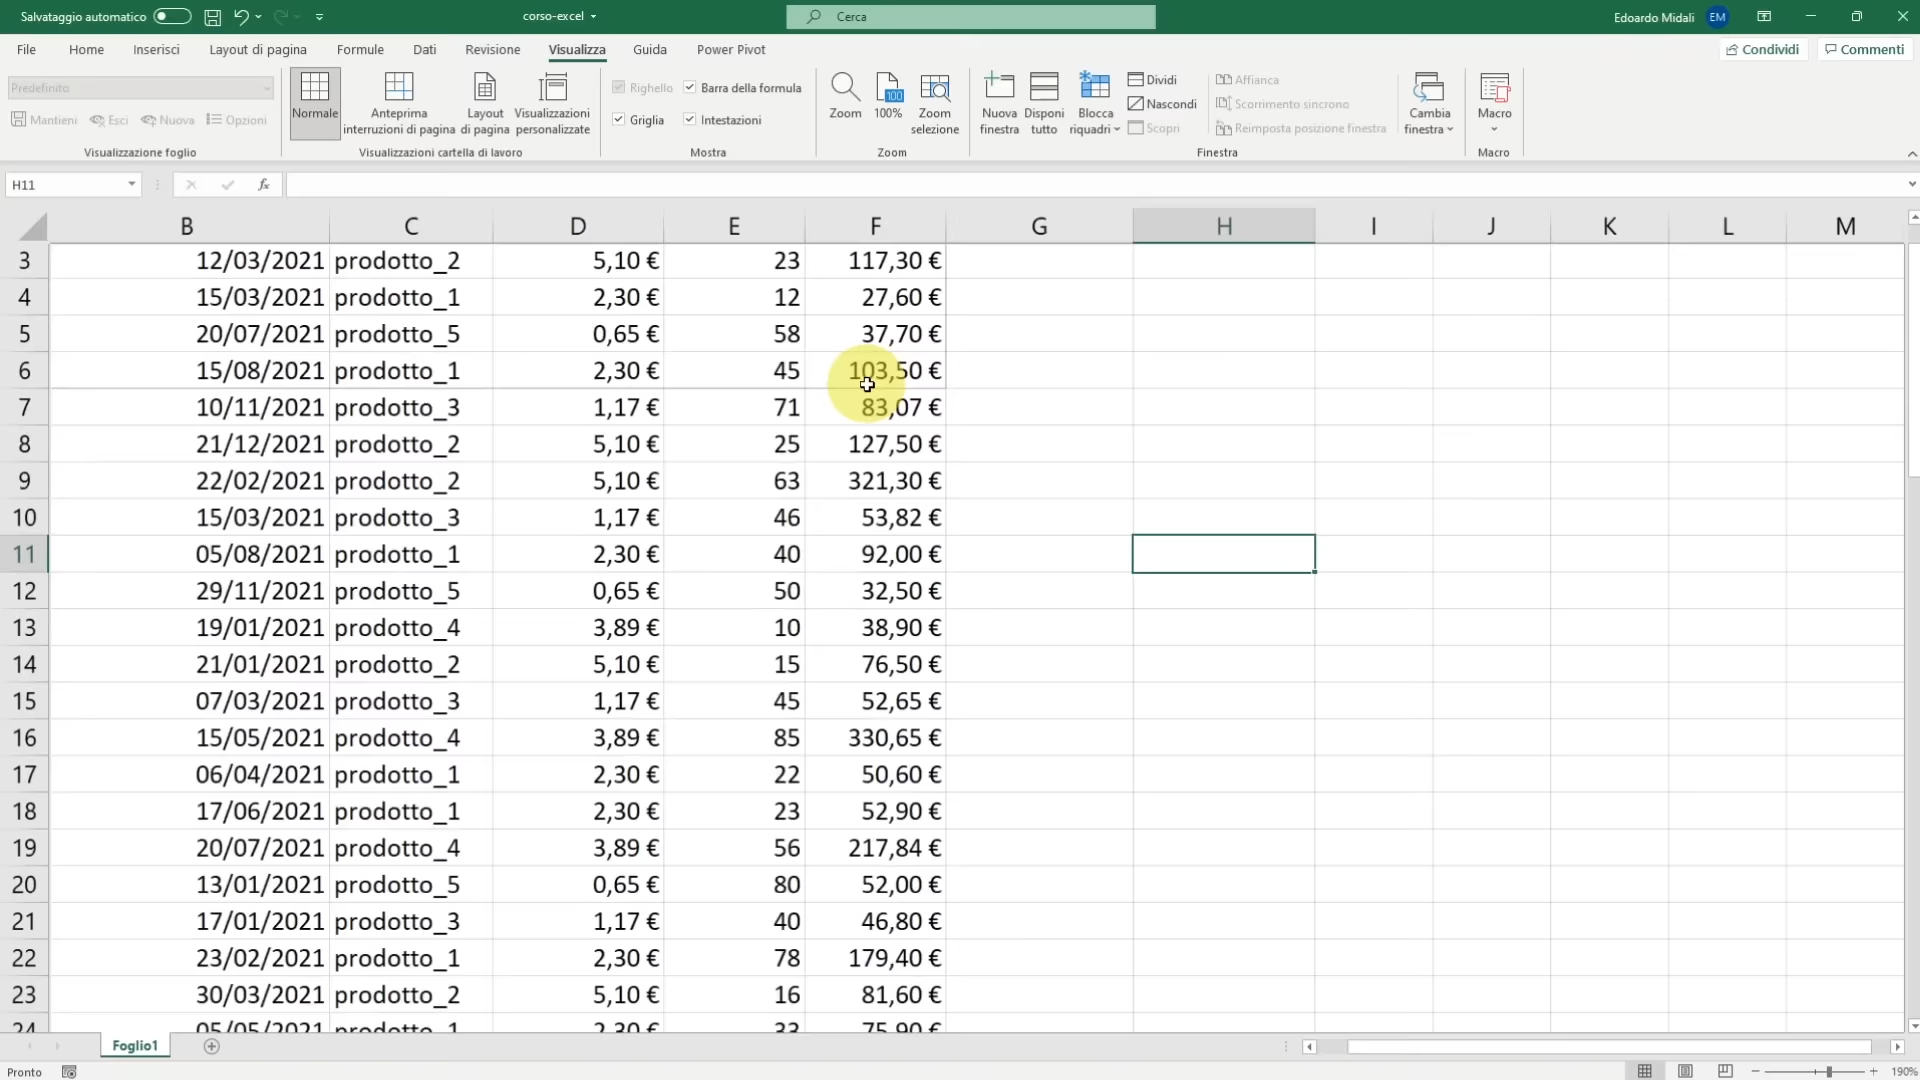 Salvataggio automatico
corso-excel
Cerca
Edoardo Midali
EM
File Home Inserisci Layout di pagina Formule Dati Revisione Visualizza Guida Power Pivot
Condividi Commenti
Predefinito
Mantieni Esci Nuova Opzioni
Visualizzazione foglio
Normale
Anteprima interruzioni di pagina
Layout di pagina
Visualizzazioni personalizzate
Visualizzazioni cartella di lavoro
Righello Barra della formula
Griglia Intestazioni
Mostra
Zoom
100
100%
Zoom selezione
Zoom
Nuova finestra
Disponi tutto
Blocca riquadri
Dividi
Nascondi
Scopri
Affianca
Scorrimento sincrono
Reimposta posizione finestra
Cambia finestra
Finestra
Macro
Macro
H11
fx
B C D E F G H I J K L M
3 12/03/2021 prodotto_2 5,10 € 23 117,30 €
4 15/03/2021 prodotto_1 2,30 € 12 27,60 €
5 20/07/2021 prodotto_5 0,65 € 58 37,70 €
6 15/08/2021 prodotto_1 2,30 € 45 103,50 €
7 10/11/2021 prodotto_3 1,17 € 71 83,07 €
8 21/12/2021 prodotto_2 5,10 € 25 127,50 €
9 22/02/2021 prodotto_2 5,10 € 63 321,30 €
10 15/03/2021 prodotto_3 1,17 € 46 53,82 €
11 05/08/2021 prodotto_1 2,30 € 40 92,00 €
12 29/11/2021 prodotto_5 0,65 € 50 32,50 €
13 19/01/2021 prodotto_4 3,89 € 10 38,90 €
14 21/01/2021 prodotto_2 5,10 € 15 76,50 €
15 07/03/2021 prodotto_3 1,17 € 45 52,65 €
16 15/05/2021 prodotto_4 3,89 € 85 330,65 €
17 06/04/2021 prodotto_1 2,30 € 22 50,60 €
18 17/06/2021 prodotto_1 2,30 € 23 52,90 €
19 20/07/2021 prodotto_4 3,89 € 56 217,84 €
20 13/01/2021 prodotto_5 0,65 € 80 52,00 €
21 17/01/2021 prodotto_3 1,17 € 40 46,80 €
22 23/02/2021 prodotto_1 2,30 € 78 179,40 €
23 30/03/2021 prodotto_2 5,10 € 16 81,60 €
24 05/05/2021 prodotto_1 2,30 € 33 75,90 €
Foglio1
Pronto
190%